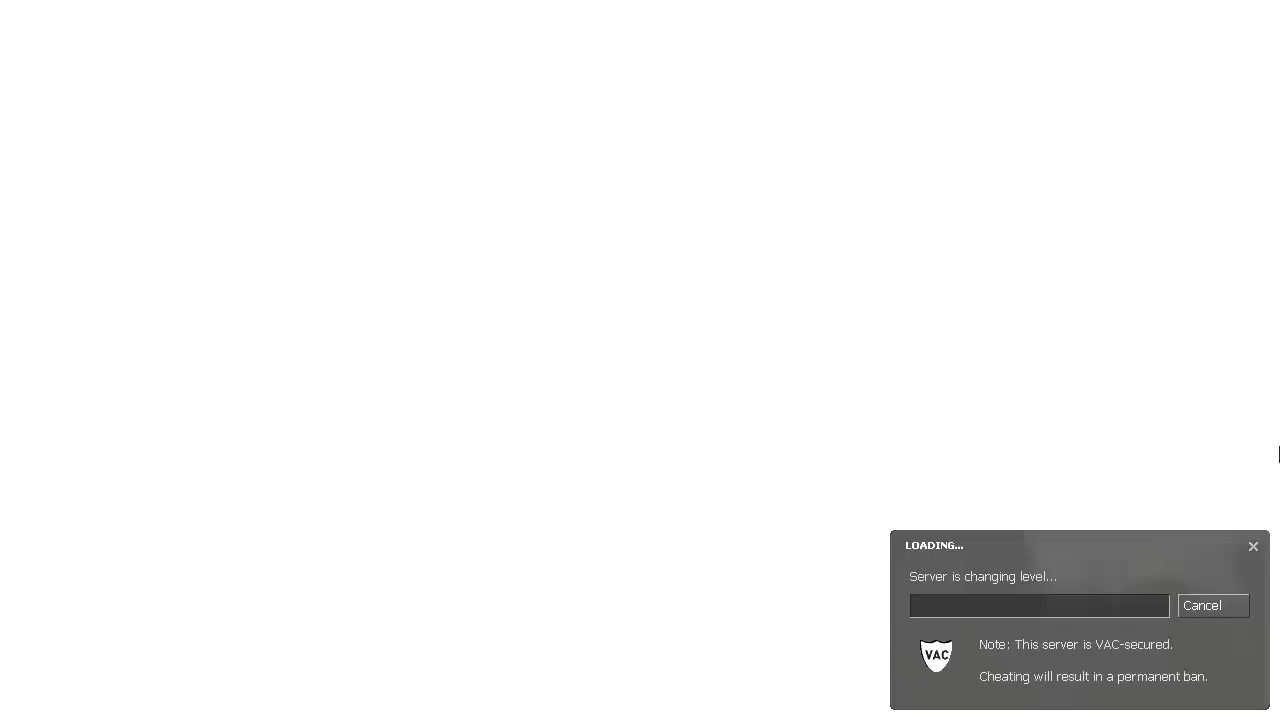 LOADING...
Server is changing level...
Cancel
VAC
Note: This server is VAC-secured.
Cheating will result in a permanent ban.